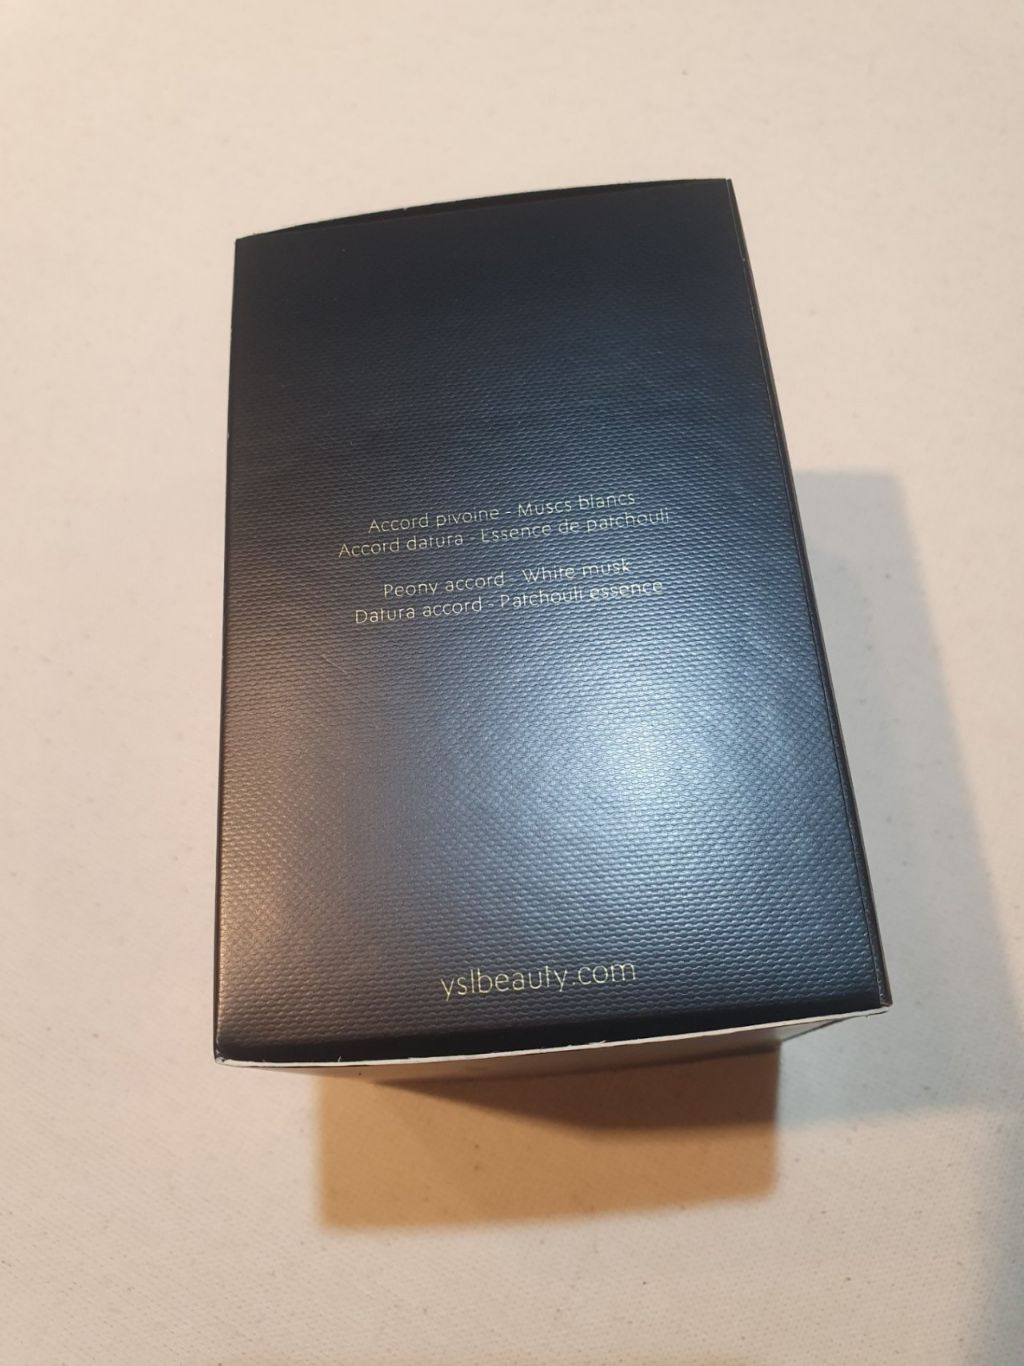 Accord pivoine - Muscs blancs
Accord datura - Essence de patchouli
Peony accord - White musk
Datura accord - Patchouli essence
yslbeauty.com